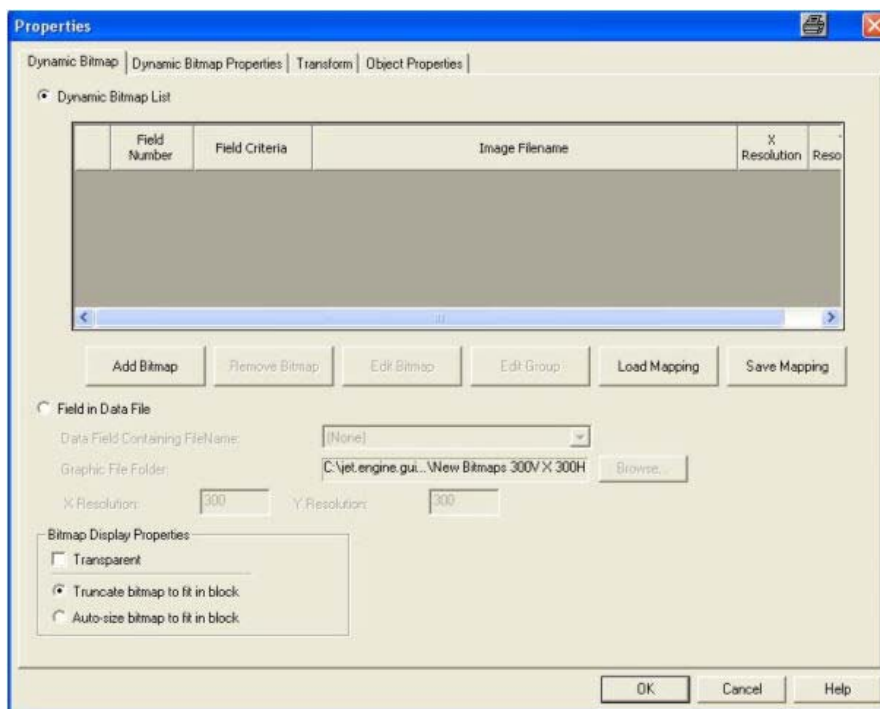 Properties
Dynamic Bitmap Dynamic Bitmap Properties Transform Object Properties
Dynamic Bitmap List
Field Number Field Criteria Image Filename X Resolution Reso
Add Bitmap Remove Bitmap Edit Bitmap Edit Group Load Mapping Save Mapping
Field in Data File
Data Field Containing FileName: (None)
Graphic File Folder: C:\jet.engine.gui...\New Bitmaps 300V X 300H Browse...
X Resolution: 300 Y Resolution: 300
Bitmap Display Properties
Transparent
Truncate bitmap to fit in block
Auto-size bitmap to fit in block
OK Cancel Help